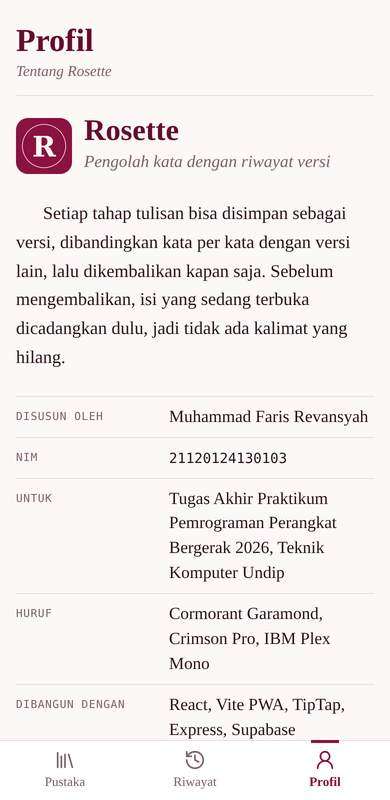 Profil
Tentang Rosette
R
Rosette
Pengolah kata dengan riwayat versi
Setiap tahap tulisan bisa disimpan sebagai
versi, dibandingkan kata per kata dengan versi
lain, lalu dikembalikan kapan saja. Sebelum
mengembalikan, isi yang sedang terbuka
dicadangkan dulu, jadi tidak ada kalimat yang
hilang.
DISUSUN OLEH
Muhammad Faris Revansyah
NIM
21120124130103
UNTUK
Tugas Akhir Praktikum
Pemrograman Perangkat
Bergerak 2026, Teknik
Komputer Undip
HURUF
Cormorant Garamond,
Crimson Pro, IBM Plex
Mono
DIBANGUN DENGAN
React, Vite PWA, TipTap,
Express, Supabase
Pustaka
Riwayat
Profil